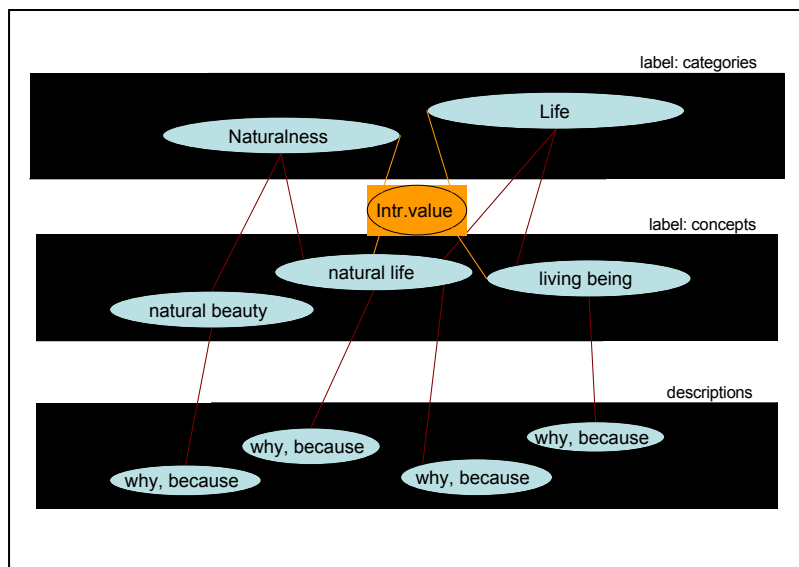 label: categories
Life
Naturalness
Intr.value
label: concepts
natural life
living being
natural beauty
descriptions
why, because
why, because
why, because
why, because